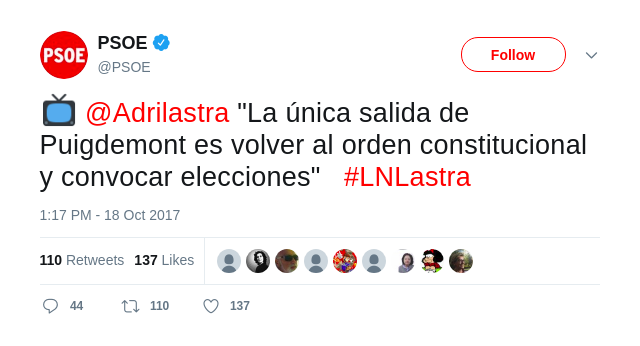 PSOE
PSOE
@PSOE
Follow
@Adrilastra "La única salida de
Puigdemont es volver al orden constitucional
y convocar elecciones" #LNLastra
1:17 PM - 18 Oct 2017
110 Retweets 137 Likes
44 110 137